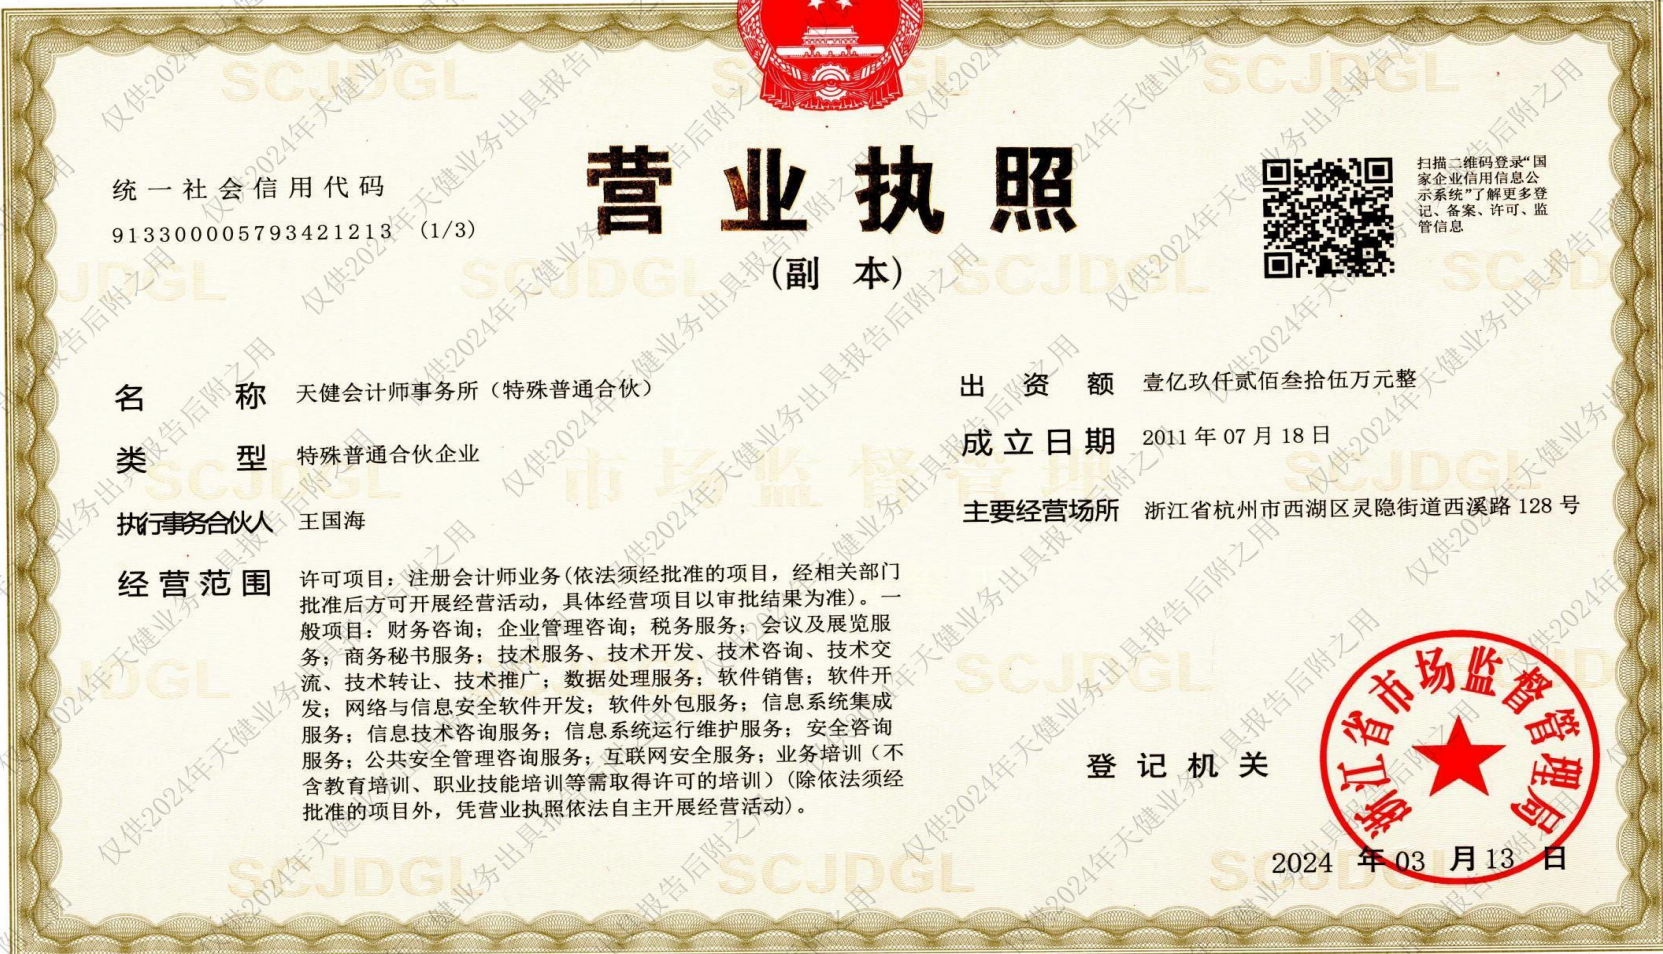 营业执照
(副 本)
统一社会信用代码
913300005793421213 (1/3)
扫描二维码登录“国
家企业信用信息公
示系统”了解更多登
记、备案、许可、监
管信息
名称 天健会计师事务所（特殊普通合伙）
类型 特殊普通合伙企业
执行事务合伙人 王国海
经营范围 许可项目：注册会计师业务(依法须经批准的项目，经相关部门
批准后方可开展经营活动，具体经营项目以审批结果为准)。一
般项目：财务咨询；企业管理咨询；税务服务；会议及展览服
务；商务秘书服务；技术服务、技术开发、技术咨询、技术交
流、技术转让、技术推广；数据处理服务；软件销售；软件开
发；网络与信息安全软件开发；软件外包服务；信息系统集成
服务；信息技术咨询服务；信息系统运行维护服务；安全咨询
服务；公共安全管理咨询服务；互联网安全服务；业务培训（不
含教育培训、职业技能培训等需取得许可的培训）(除依法须经
批准的项目外，凭营业执照依法自主开展经营活动)。
出资额 壹亿玖仟贰佰叁拾伍万元整
成立日期 2011年07月18日
主要经营场所 浙江省杭州市西湖区灵隐街道西溪路128号
登记机关
浙江省市场监督管理局
2024 年03 月13 日
市场监督管理
SCJDGL
仅供2024年天健业务出具报告后附之用